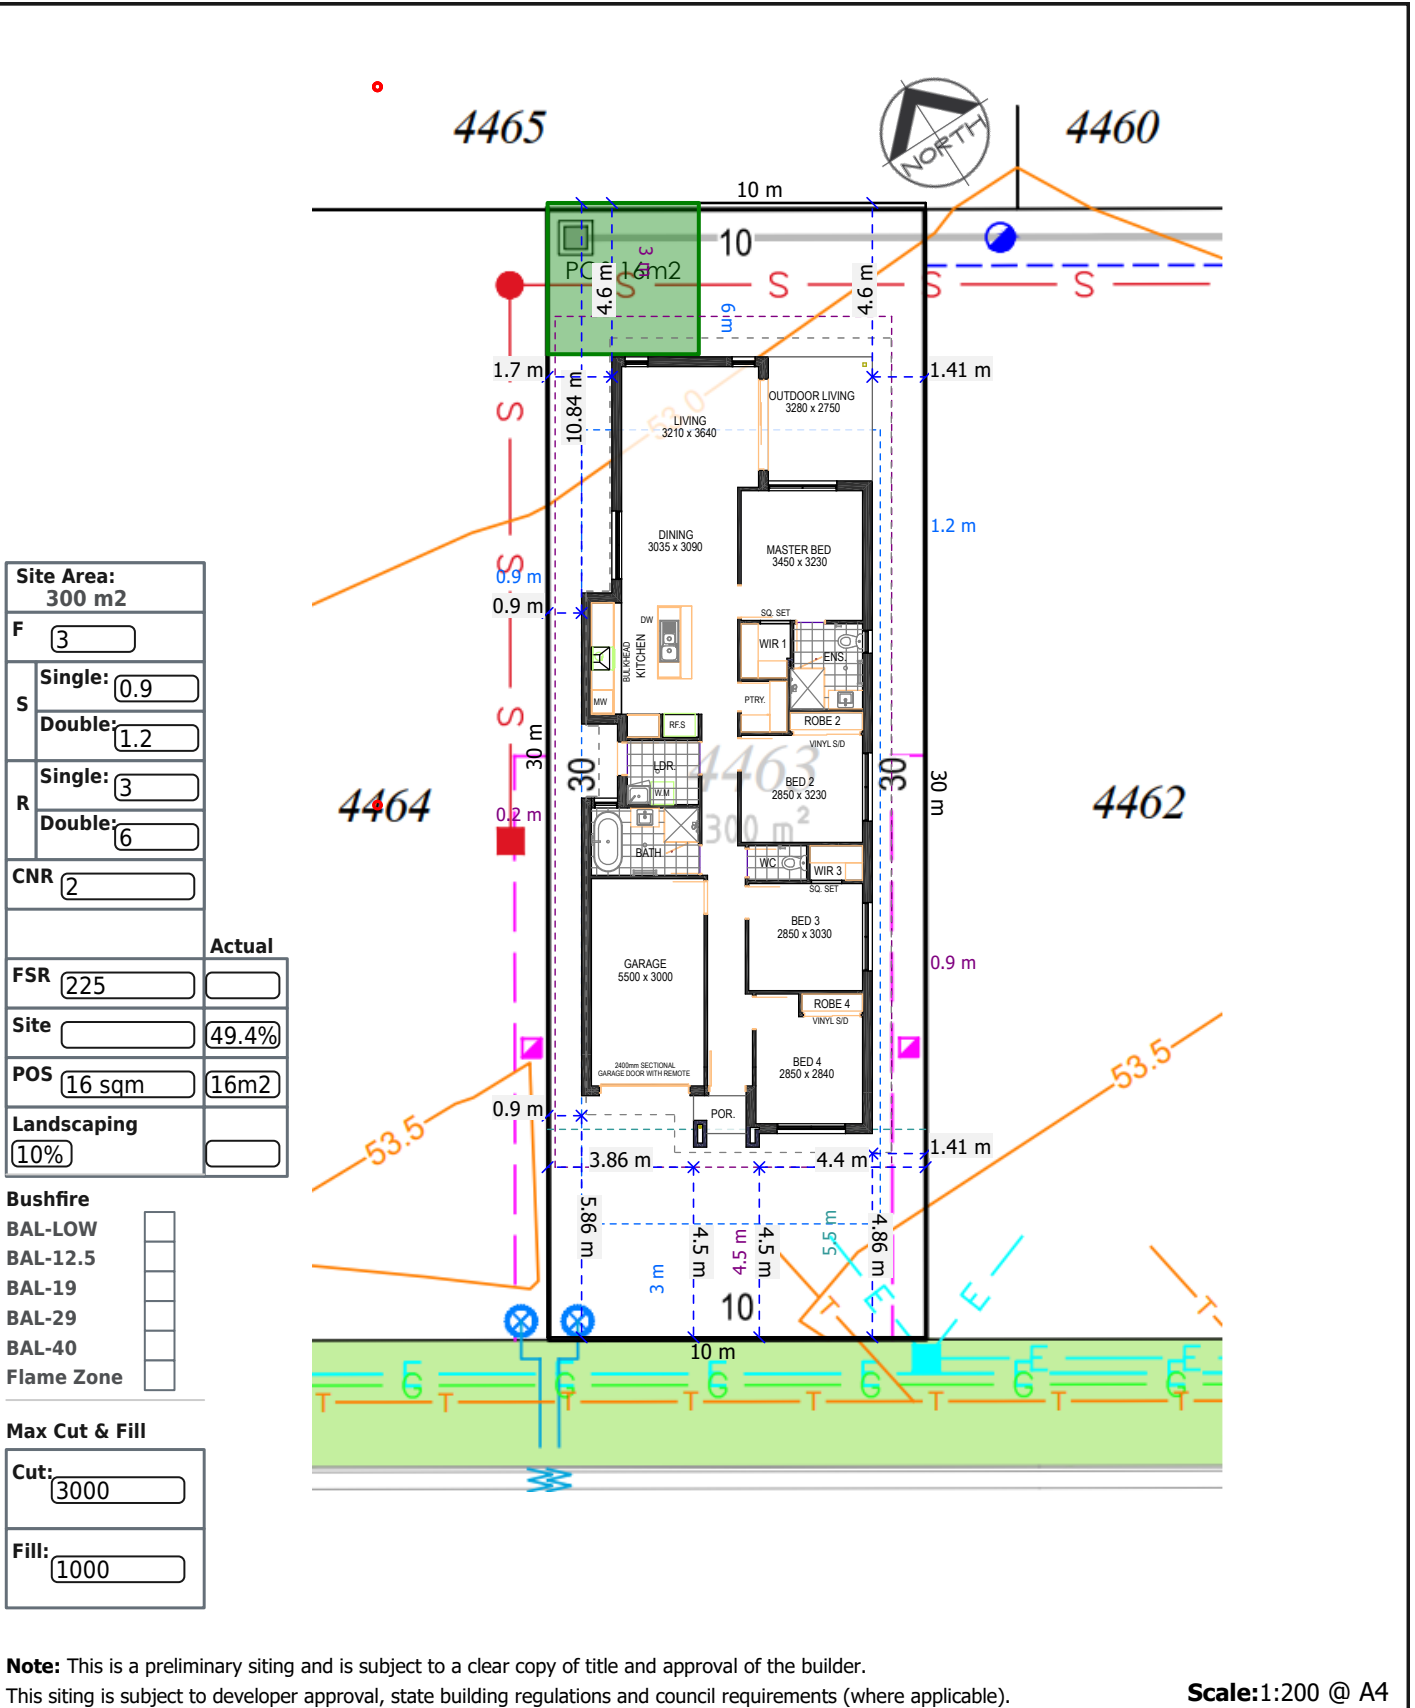 4465
4460
NORTH
10 m
10
3 m
POS 16m2
S
S
S
S
4.6 m
4.6 m
6 m
1.7 m
1.41 m
10.84 m
S
53.0
OUTDOOR LIVING
3280 x 2750
LIVING
3210 x 3640
1.2 m
DINING
3035 x 3090
MASTER BED
3450 x 3230
S
0.9 m
0.9 m
SQ. SET
DW
BULKHEAD
KITCHEN
WIR 1
ENS.
MW
PTRY.
S
RF.S
ROBE 2
VINYL S/D
30 m
30
LDR.
4463
30
30 m
W.M
BED 2
2850 x 3230
4464
4462
0.2 m
300 m²
BATH
WC
WIR 3
SQ. SET
BED 3
2850 x 3030
GARAGE
5500 x 3000
0.9 m
ROBE 4
VINYL S/D
2400mm SECTIONAL
GARAGE DOOR WITH REMOTE
BED 4
2850 x 2840
53.5
53.5
0.9 m
POR.
1.41 m
3.86 m
4.4 m
5.86 m
4.5 m
4.5 m
4.5 m
5.5 m
4.86 m
3 m
10
T
E
E
T
10 m
E
E
E
E
E
E
E
G
G
G
G
G
G
T
T
T
T
T
T
T
T
Site Area:
300 m2
F 3
S Single: 0.9
Double: 1.2
R Single: 3
Double: 6
CNR 2
Actual
FSR 225
Site 49.4%
POS 16 sqm 16m2
Landscaping
10%
Bushfire
BAL-LOW
BAL-12.5
BAL-19
BAL-29
BAL-40
Flame Zone
Max Cut & Fill
Cut: 3000
Fill: 1000
Note: This is a preliminary siting and is subject to a clear copy of title and approval of the builder.
This siting is subject to developer approval, state building regulations and council requirements (where applicable).
Scale:1:200 @ A4